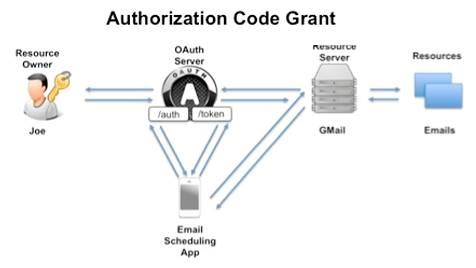 Authorization Code Grant
Resource
Owner
Joe
OAuth
Server
OAUTH
A
/auth
/token
Resource
Server
GMail
Resources
Emails
Email
Scheduling
App